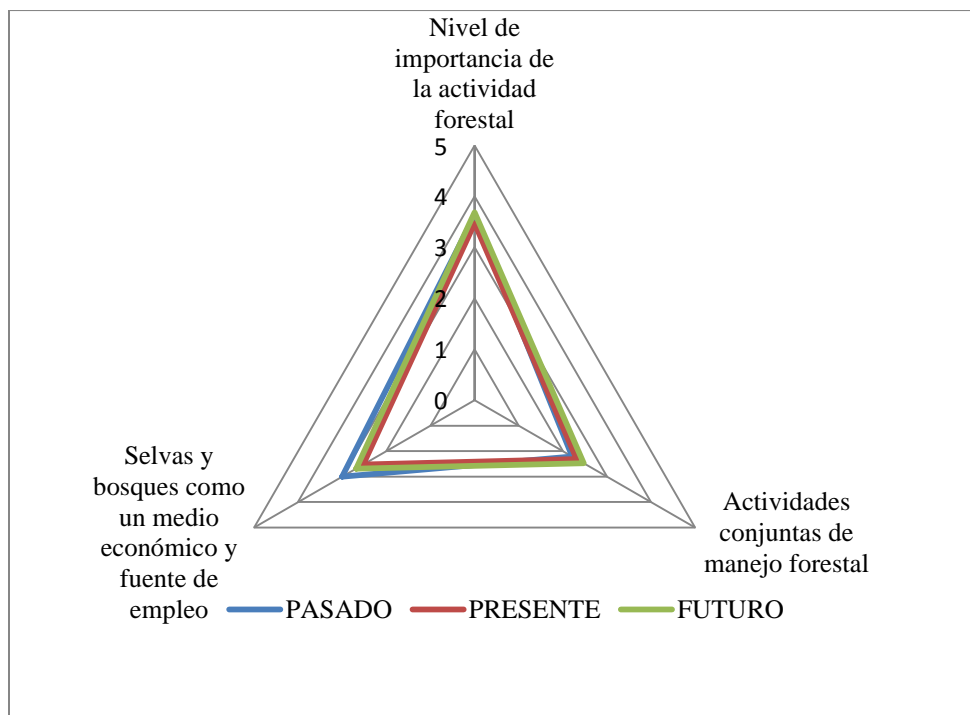 Nivel de
importancia de
la actividad
forestal
5
4
3
2
1
0
Selvas y
bosques como
un medio
económico y
fuente de
empleo
Actividades
conjuntas de
manejo forestal
PASADO PRESENTE FUTURO